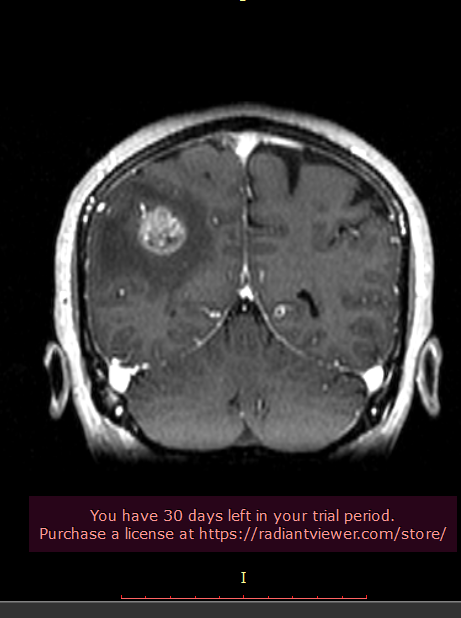 You have 30 days left in your trial period.
Purchase a license at https://radiantviewer.com/store/
I